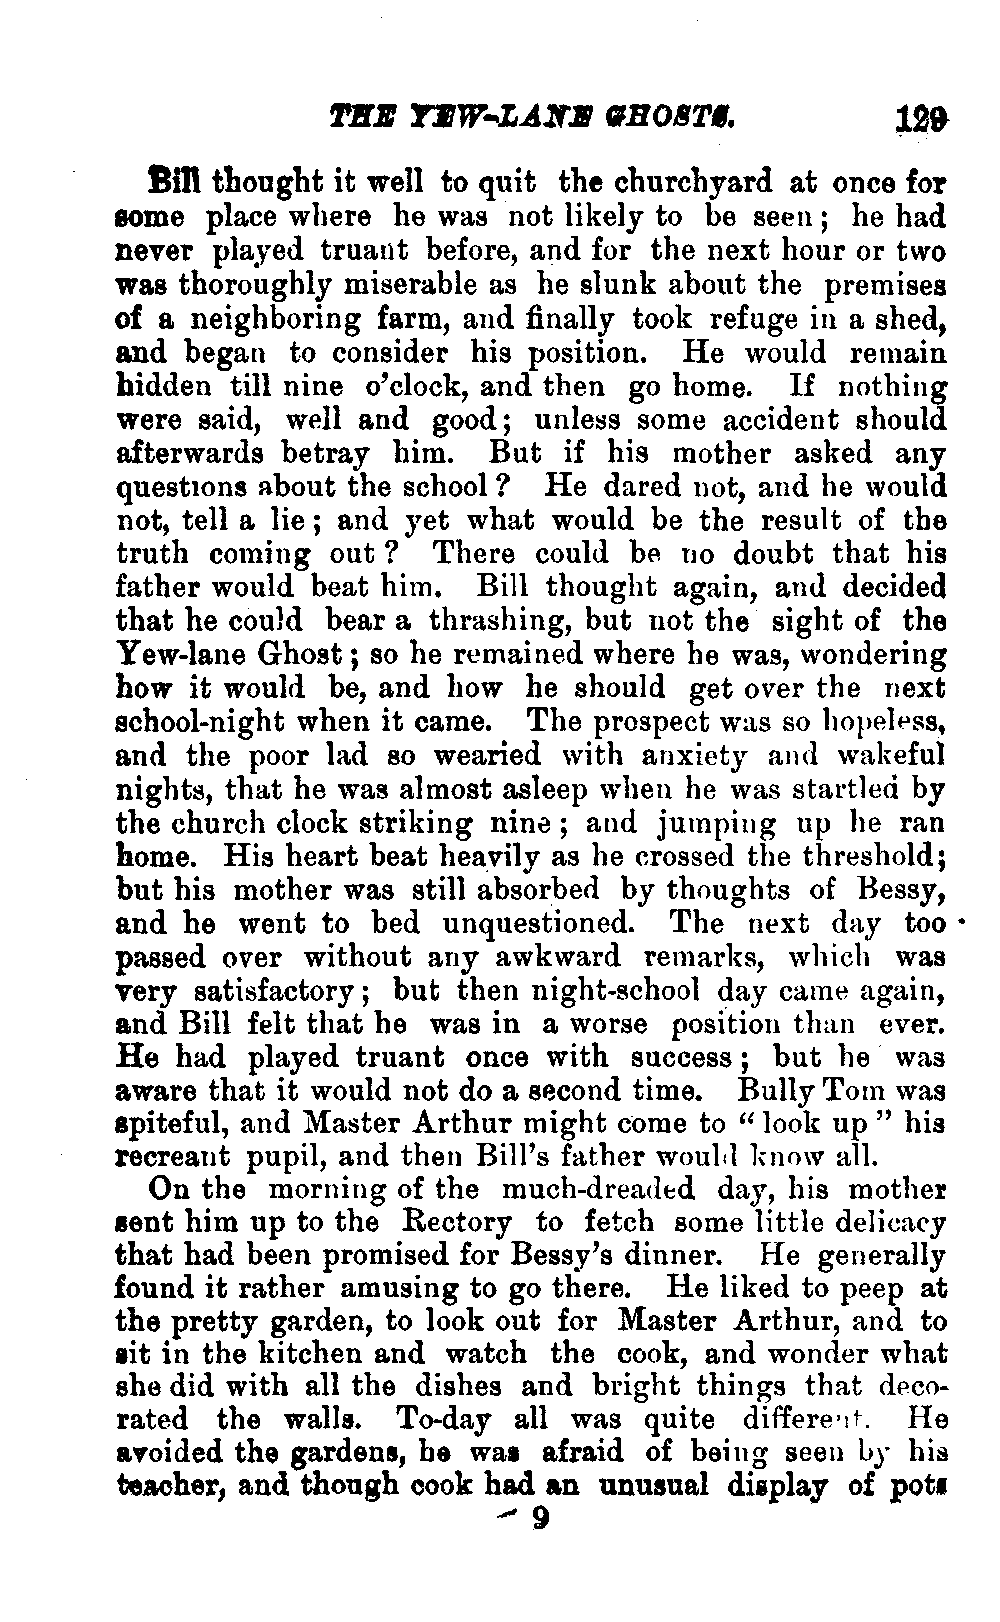 THE YEW-LANE GHOSTS. 129
Bill thought it well to quit the churchyard at once for
some place where he was not likely to be seen; he had
never played truant before, and for the next hour or two
was thoroughly miserable as he slunk about the premises
of a neighboring farm, and finally took refuge in a shed,
and began to consider his position. He would remain
hidden till nine o'clock, and then go home. If nothing
were said, well and good; unless some accident should
afterwards betray him. But if his mother asked any
questions about the school? He dared not, and he would
not, tell a lie; and yet what would be the result of the
truth coming out? There could be no doubt that his
father would beat him. Bill thought again, and decided
that he could bear a thrashing, but not the sight of the
Yew-lane Ghost; so he remained where he was, wondering
how it would be, and how he should get over the next
school-night when it came. The prospect was so hopeless,
and the poor lad so wearied with anxiety and wakeful
nights, that he was almost asleep when he was startled by
the church clock striking nine; and jumping up he ran
home. His heart beat heavily as he crossed the threshold;
but his mother was still absorbed by thoughts of Bessy,
and he went to bed unquestioned. The next day too
passed over without any awkward remarks, which was
very satisfactory; but then night-school day came again,
and Bill felt that he was in a worse position than ever.
He had played truant once with success; but he was
aware that it would not do a second time. Bully Tom was
spiteful, and Master Arthur might come to "look up" his
recreant pupil, and then Bill's father would know all.
On the morning of the much-dreaded day, his mother
sent him up to the Rectory to fetch some little delicacy
that had been promised for Bessy's dinner. He generally
found it rather amusing to go there. He liked to peep at
the pretty garden, to look out for Master Arthur, and to
sit in the kitchen and watch the cook, and wonder what
she did with all the dishes and bright things that deco-
rated the walls. To-day all was quite different. He
avoided the gardens, he was afraid of being seen by his
teacher, and though cook had an unusual display of pots
9